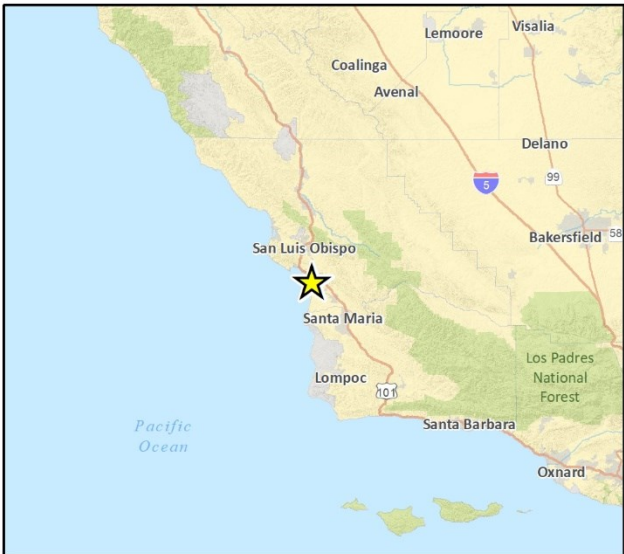 Lemoore
Visalia
Coalinga
Avenal
Delano
99
5
Bakersfield
58
San Luis Obispo
Santa Maria
Los Padres
National
Forest
Lompoc
101
Santa Barbara
Pacific
Ocean
Oxnard